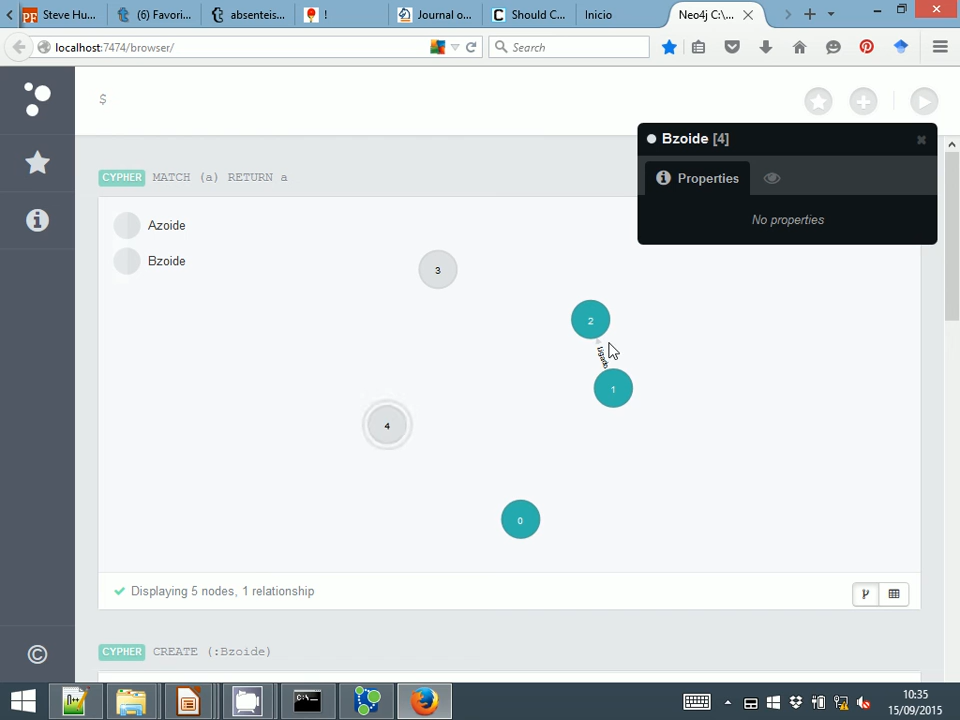 Steve Hu...
(6) Favori...
absenteis...
!
Journal o...
Should C...
Inicio
Neo4j C:\...
localhost:7474/browser/
Search
$
Bzoide [4]
Properties
No properties
CYPHER MATCH (a) RETURN a
Azoide
Bzoide
3
2
Ligado
1
4
0
Displaying 5 nodes, 1 relationship
CYPHER CREATE (:Bzoide)
10:35
15/09/2015